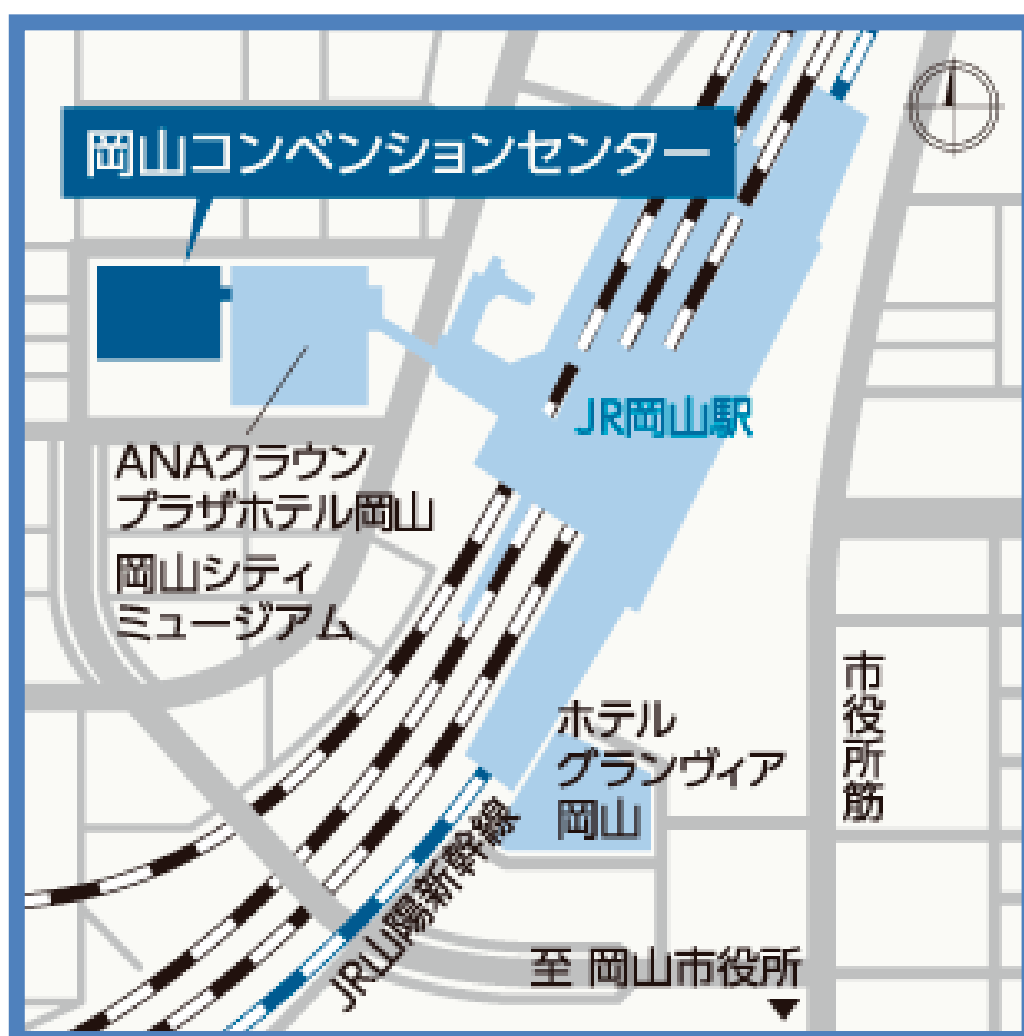 岡山コンベンションセンター
JR岡山駅
ANAクラウン
プラザホテル岡山
岡山シティ
ミュージアム
ホテル
グランヴィア
岡山
市役所筋
JR山陽新幹線
至 岡山市役所